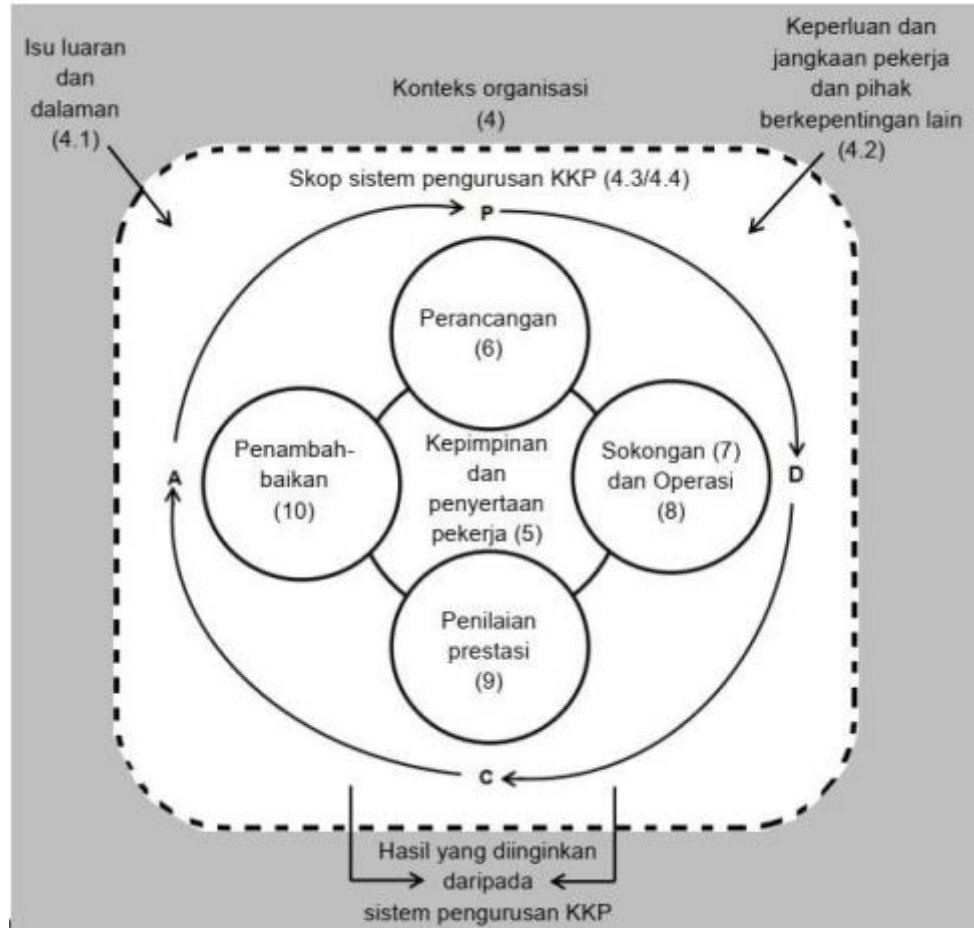 Isu luaran
dan
dalaman
(4.1)
Konteks organisasi
(4)
Keperluan dan
jangkaan pekerja
dan pihak
berkepentingan lain
(4.2)
Skop sistem pengurusan KKP (4.3/4.4)
P
Perancangan
(6)
Penambah-
baikan
(10)
A
Kepimpinan
dan
penyertaan
pekerja (5)
Sokongan (7)
dan Operasi
(8)
D
Penilaian
prestasi
(9)
C
Hasil yang diinginkan
daripada
sistem pengurusan KKP